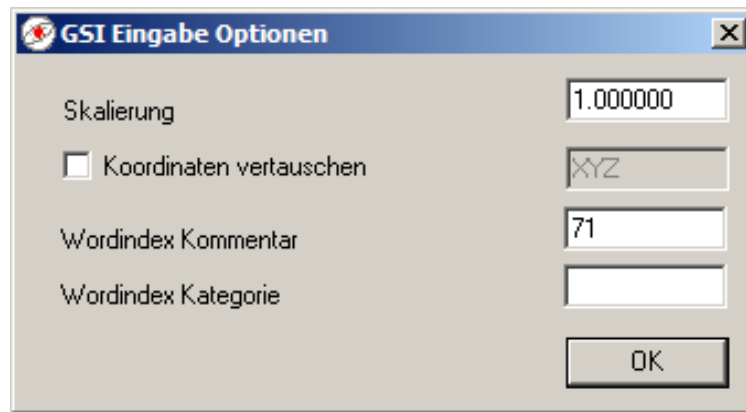 GSI Eingabe Optionen
Skalierung 1.000000
Koordinaten vertauschen XYZ
Wordindex Kommentar 71
Wordindex Kategorie
OK